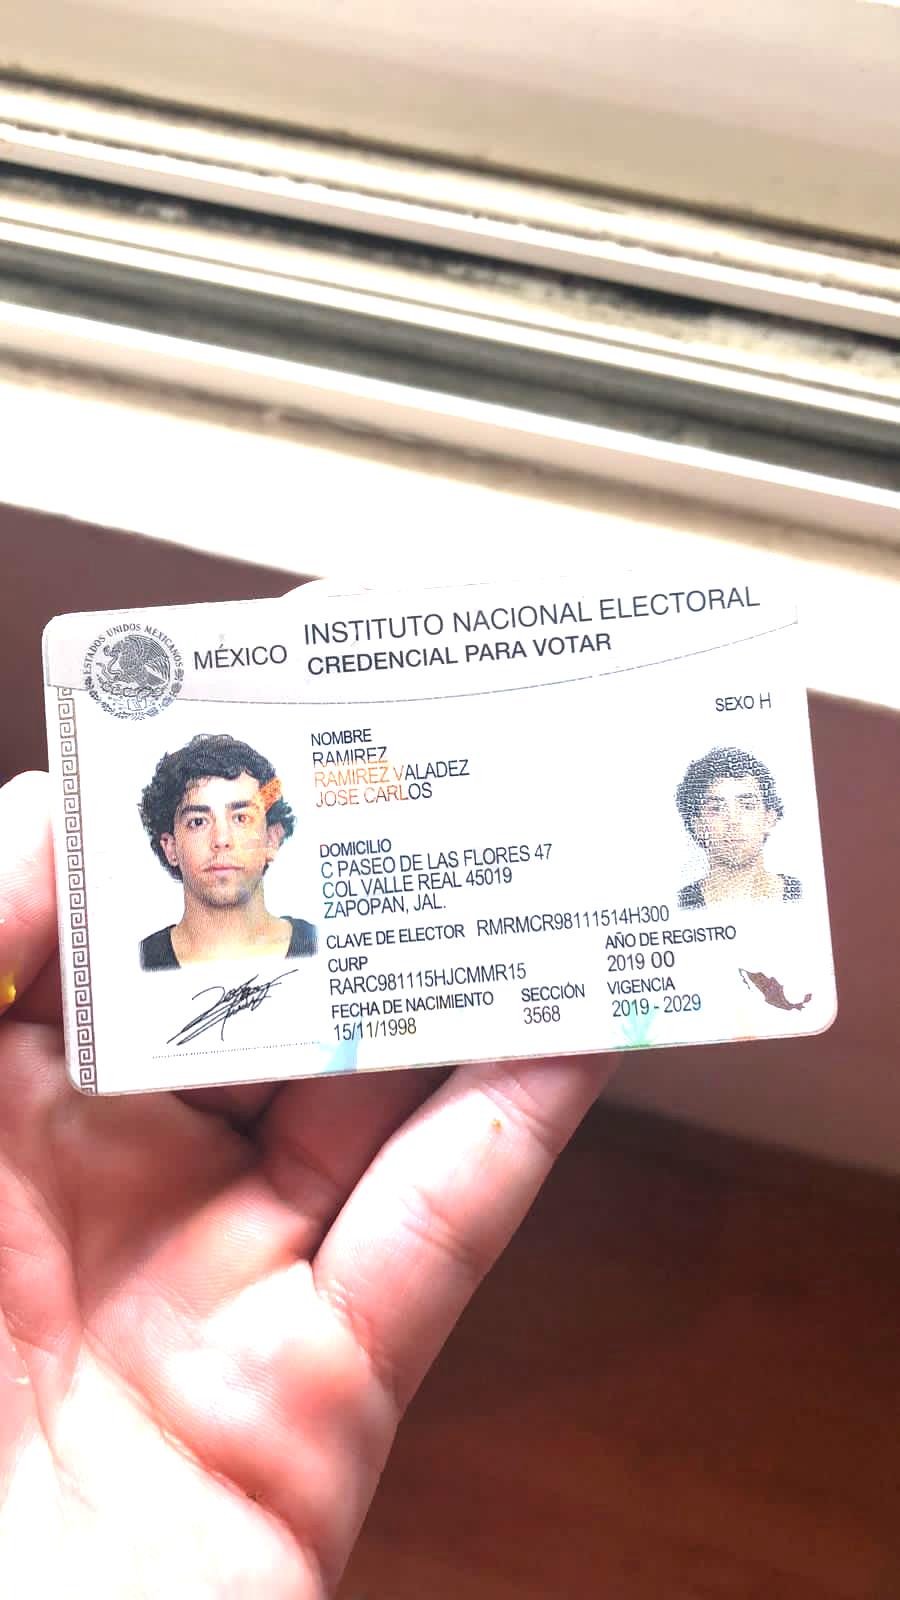 ESTADOS UNIDOS MEXICANOS
MÉXICO
INSTITUTO NACIONAL ELECTORAL
CREDENCIAL PARA VOTAR
SEXO H
NOMBRE
RAMIREZ
RAMIREZ VALADEZ
JOSE CARLOS
DOMICILIO
C PASEO DE LAS FLORES 47
COL VALLE REAL 45019
ZAPOPAN, JAL.
CLAVE DE ELECTOR RMRMCR98111514H300
CURP
RARC981115HJCMMR15
AÑO DE REGISTRO
2019 00
FECHA DE NACIMIENTO
15/11/1998
SECCIÓN
3568
VIGENCIA
2019 - 2029